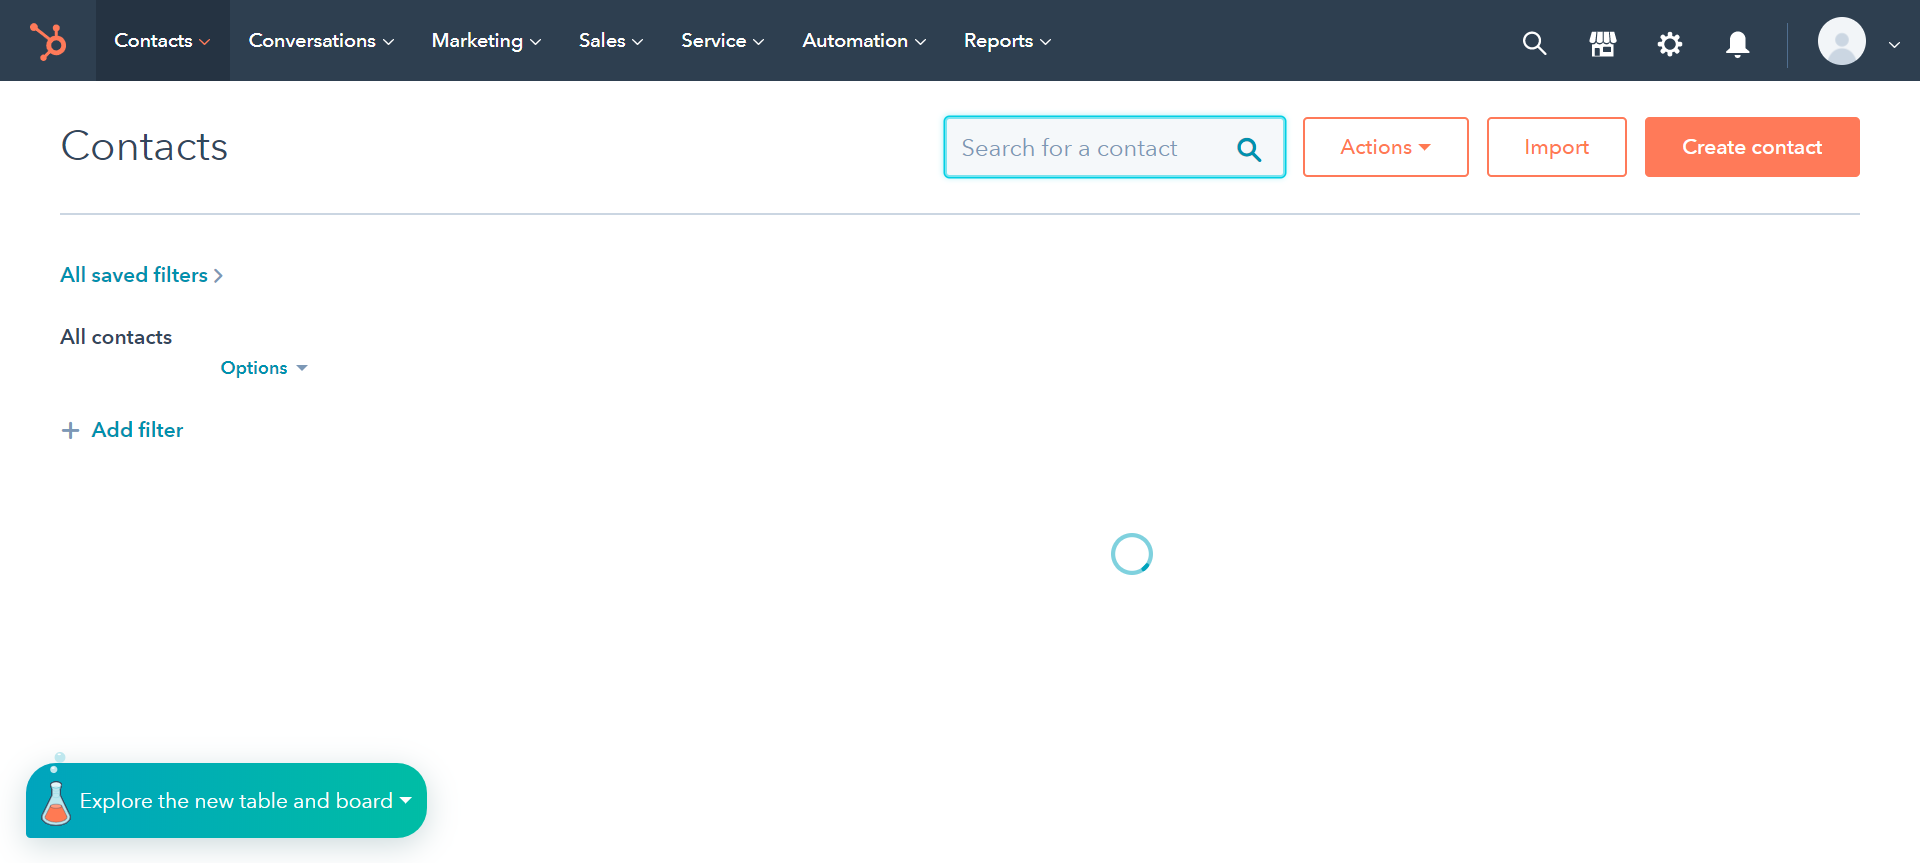 Contacts Conversations Marketing Sales Service Automation Reports
Contacts
Search for a contact
Actions
Import
Create contact
All saved filters
All contacts
Options
Add filter
Explore the new table and board